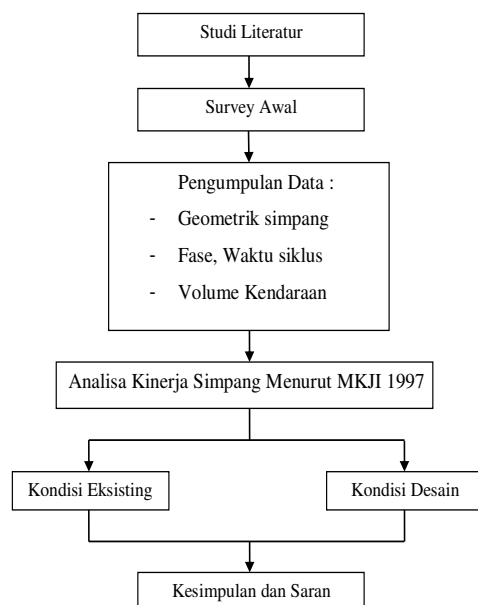 Studi Literatur
Survey Awal
Pengumpulan Data :
- Geometrik simpang
- Fase, Waktu siklus
- Volume Kendaraan
Analisa Kinerja Simpang Menurut MKJI 1997
Kondisi Eksisting
Kondisi Desain
Kesimpulan dan Saran